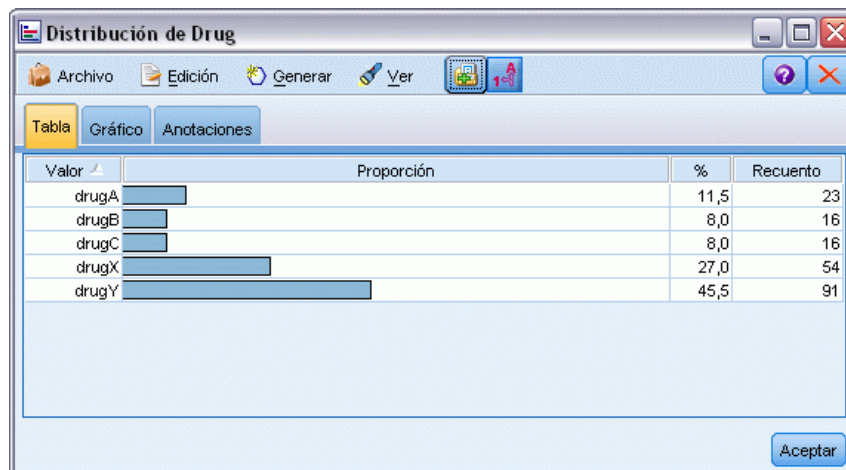 Distribución de Drug
Archivo Edición Generar Ver
Tabla Gráfico Anotaciones
Valor Proporción % Recuento
drugA 11,5 23
drugB 8,0 16
drugC 8,0 16
drugX 27,0 54
drugY 45,5 91
Aceptar